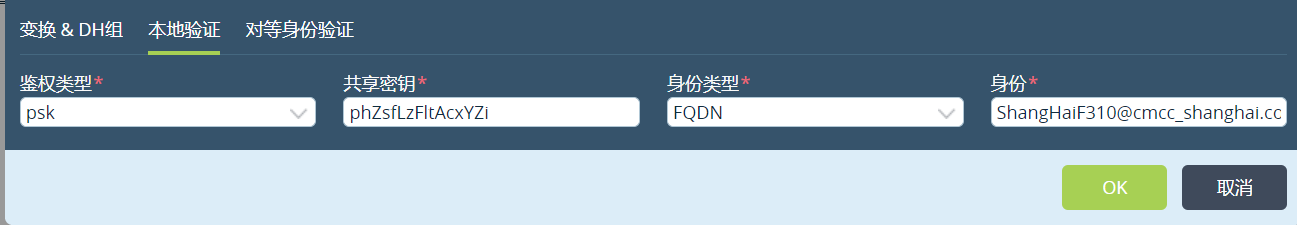 变换 & DH组 本地验证 对等身份验证
鉴权类型* 共享密钥* 身份类型* 身份*
psk phZsfLzFltAcxYZi FQDN ShangHaiF310@cmcc_shanghai.cc
OK 取消